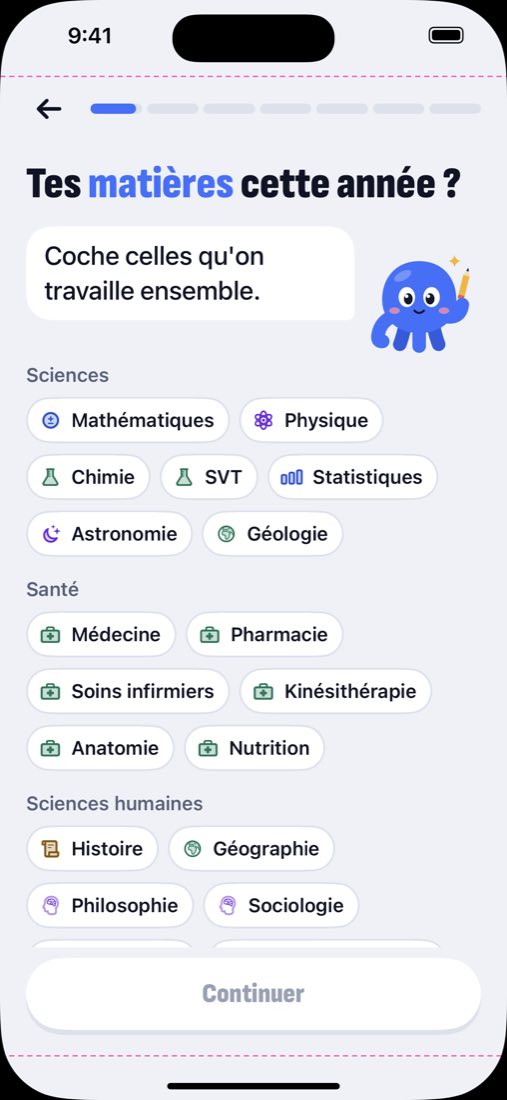 9:41
Tes matières cette année ?
Coche celles qu'on
travaille ensemble.
Sciences
Mathématiques
Physique
Chimie
SVT
Statistiques
Astronomie
Géologie
Santé
Médecine
Pharmacie
Soins infirmiers
Kinésithérapie
Anatomie
Nutrition
Sciences humaines
Histoire
Géographie
Philosophie
Sociologie
Continuer